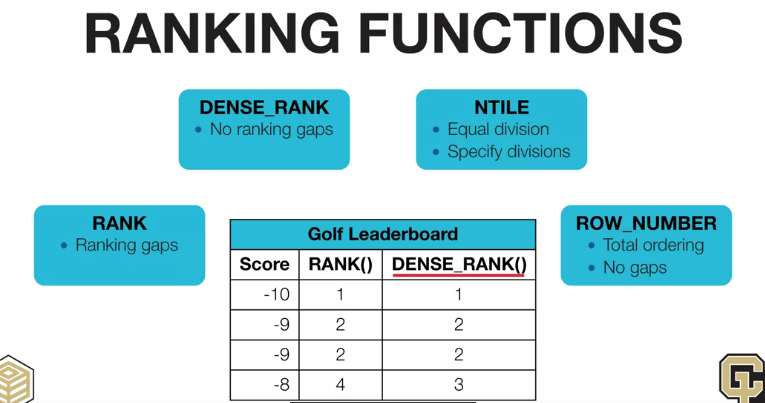 RANKING FUNCTIONS
DENSE_RANK
• No ranking gaps
NTILE
• Equal division
• Specify divisions
RANK
• Ranking gaps
ROW_NUMBER
• Total ordering
• No gaps
Golf Leaderboard
Score RANK() DENSE_RANK()
-10 1 1
-9 2 2
-9 2 2
-8 4 3
GT